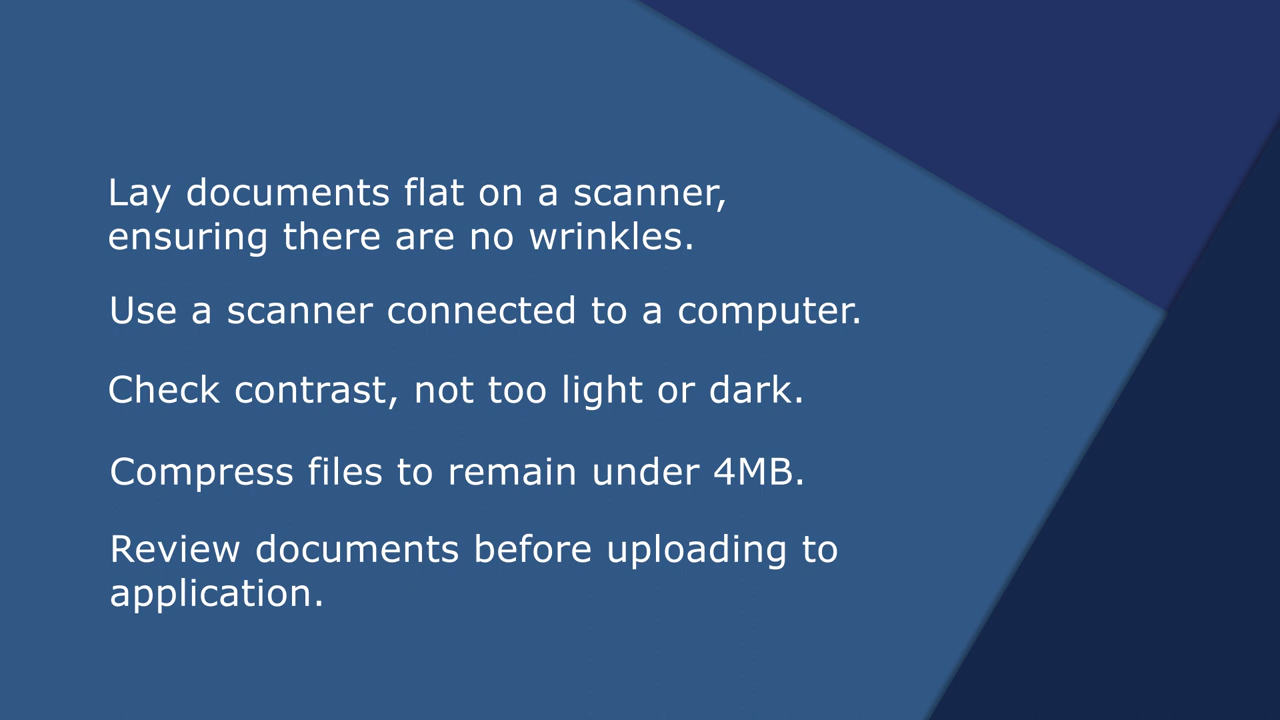 Lay documents flat on a scanner,
ensuring there are no wrinkles.
Use a scanner connected to a computer.
Check contrast, not too light or dark.
Compress files to remain under 4MB.
Review documents before uploading to
application.